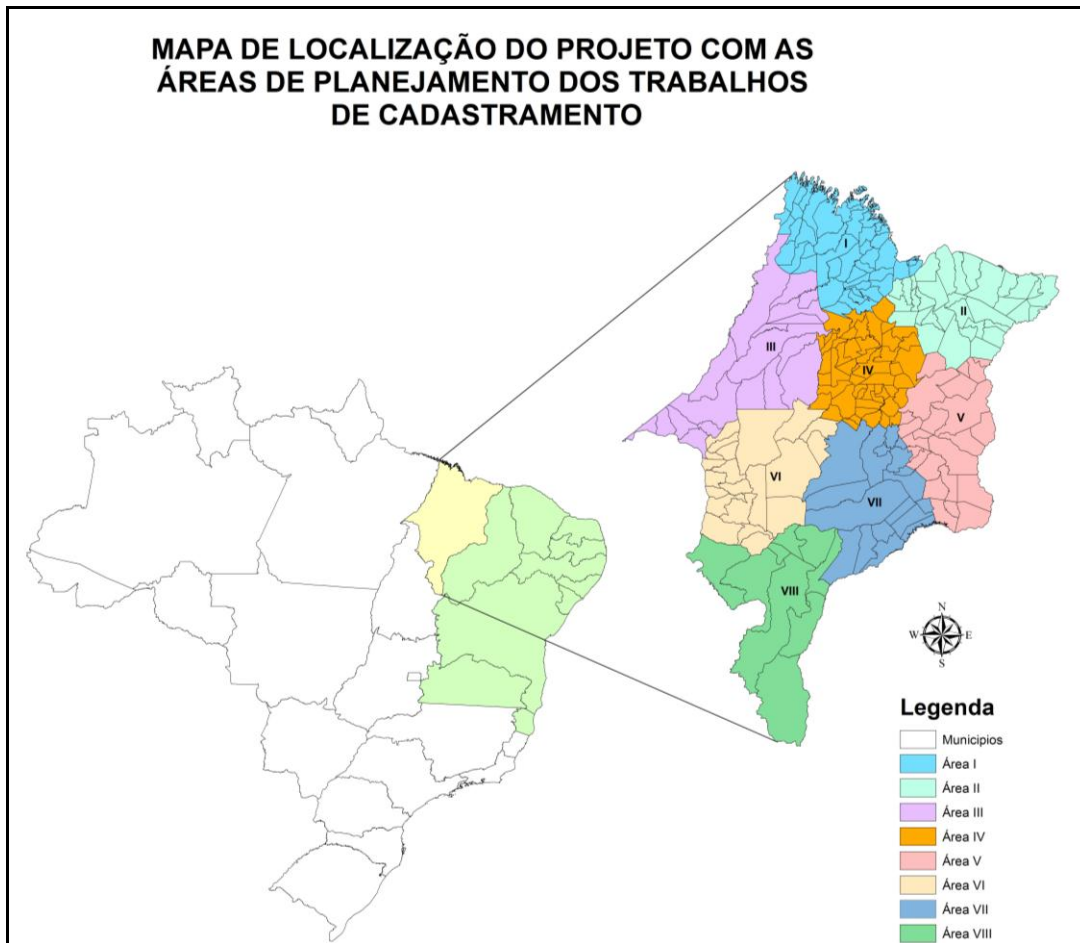 MAPA DE LOCALIZAÇÃO DO PROJETO COM AS
ÁREAS DE PLANEJAMENTO DOS TRABALHOS
DE CADASTRAMENTO
I
II
III
IV
V
VI
VII
VIII
N
W E
S
Legenda
Municipios
Área I
Área II
Área III
Área IV
Área V
Área VI
Área VII
Área VIII